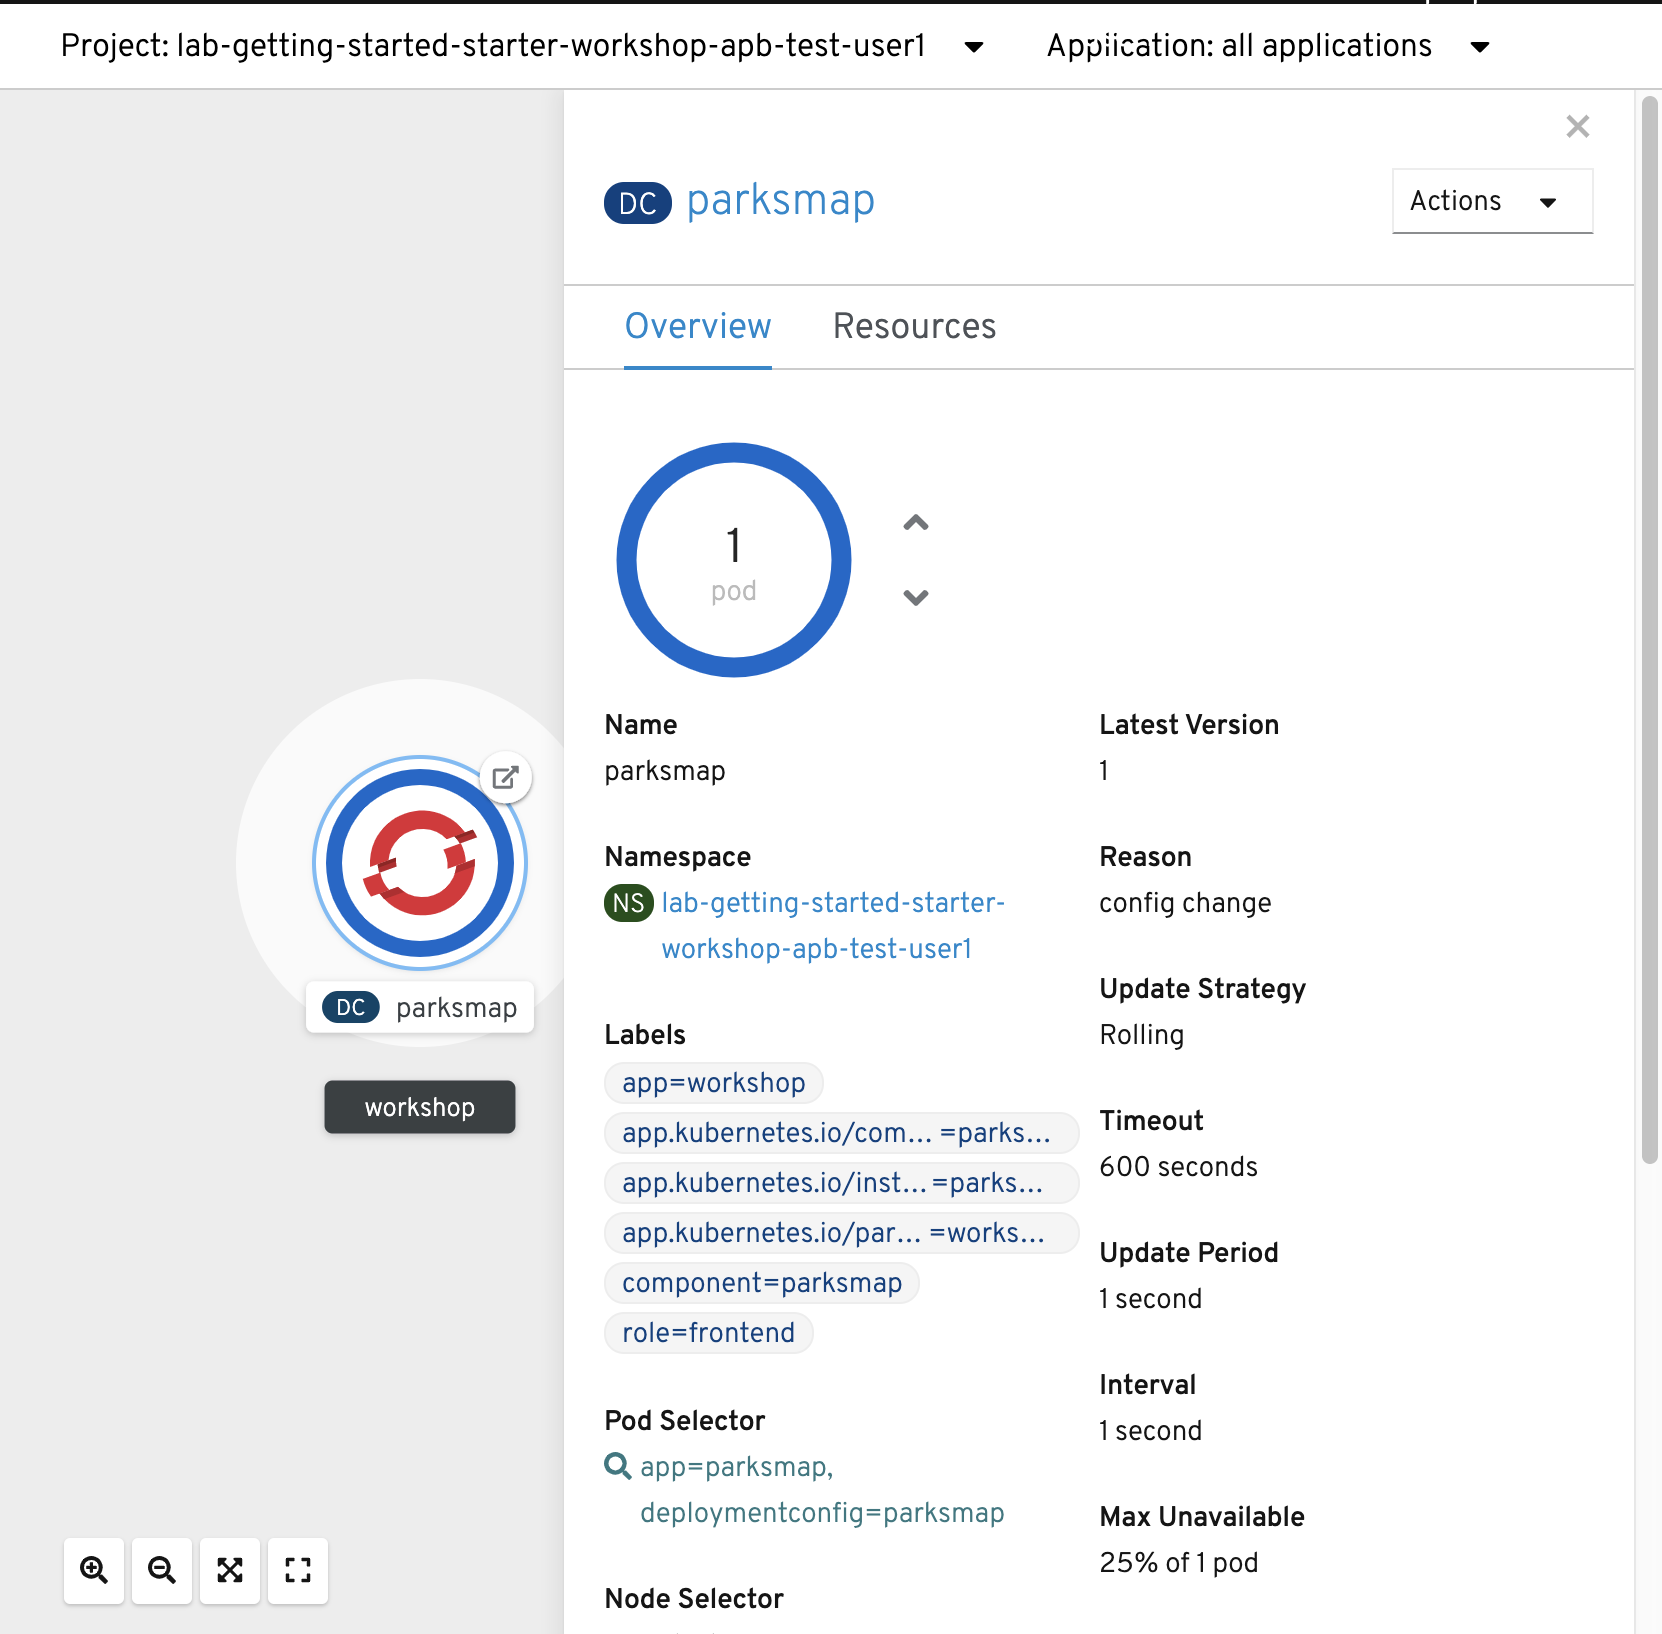 Project: lab-getting-started-starter-workshop-apb-test-user1
Application: all applications
DC parksmap
Actions
Overview
Resources
1
pod
Name
parksmap
Latest Version
1
Namespace
NS lab-getting-started-starter-
workshop-apb-test-user1
Reason
config change
Labels
app=workshop
app.kubernetes.io/com... =parks...
app.kubernetes.io/inst... =parks...
app.kubernetes.io/par... =works...
component=parksmap
role=frontend
Update Strategy
Rolling
Timeout
600 seconds
Update Period
1 second
Interval
1 second
Pod Selector
app=parksmap,
deploymentconfig=parksmap
Max Unavailable
25% of 1 pod
Node Selector
DC parksmap
workshop